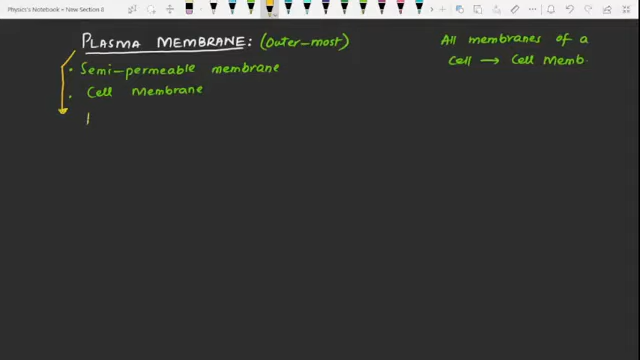 Physics's Notebook » New Section 6
PLASMA MEMBRANE: (Outer-most)
• Semi-permeable membrane
• Cell Membrane
All membranes of a
Cell → Cell Memb.